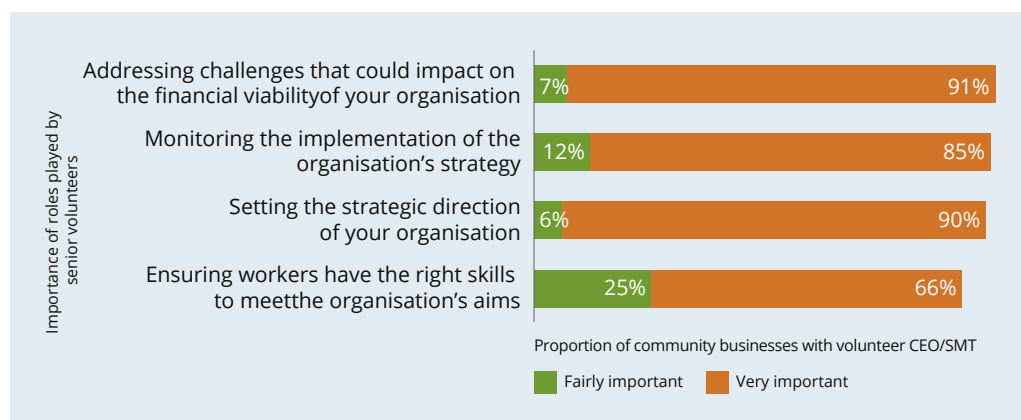 Importance of roles played by
senior volunteers
Addressing challenges that could impact on
the financial viabilityof your organisation
7% 91%
Monitoring the implementation of the
organisation’s strategy
12% 85%
Setting the strategic direction
of your organisation
6% 90%
Ensuring workers have the right skills
to meetthe organisation’s aims
25% 66%
Proportion of community businesses with volunteer CEO/SMT
Fairly important Very important